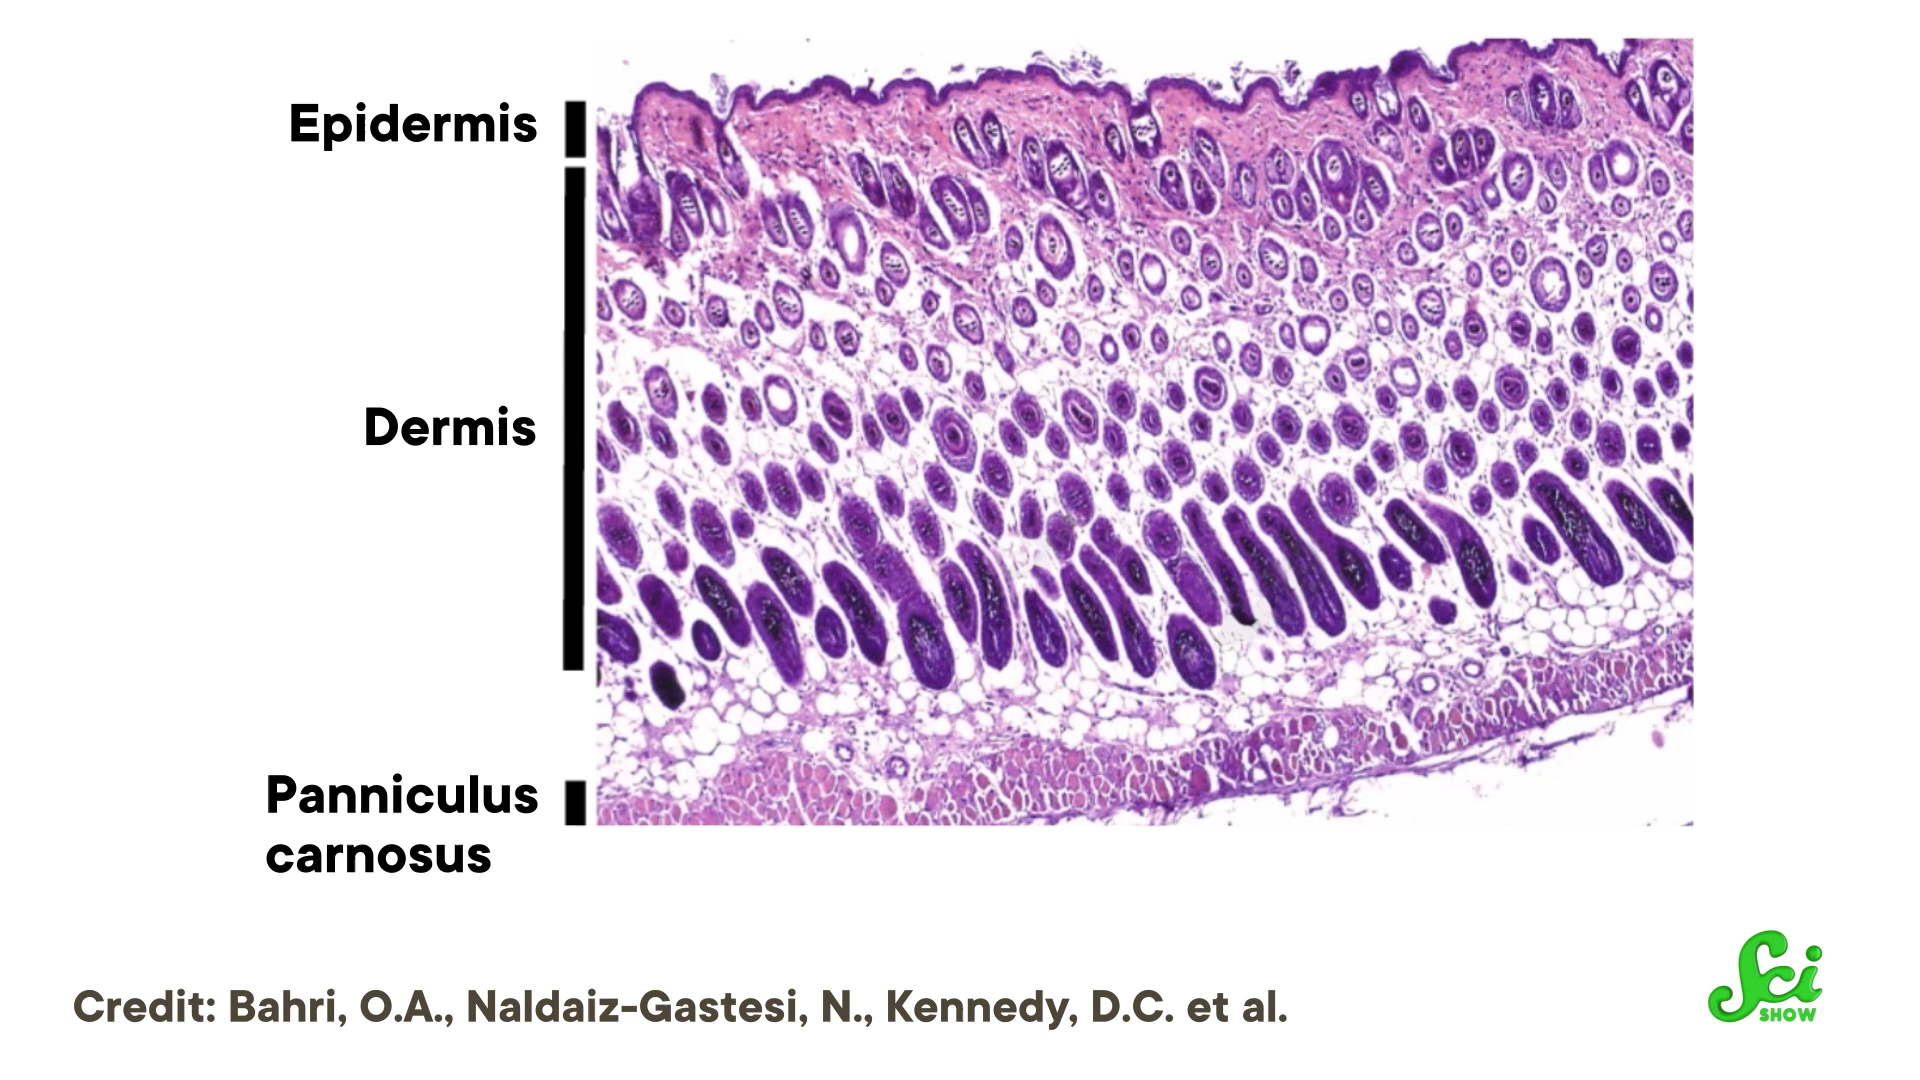 Epidermis
Dermis
Panniculus
carnosus
Credit: Bahri, O.A., Naldaiz-Gastesi, N., Kennedy, D.C. et al.
Sci
SHOW